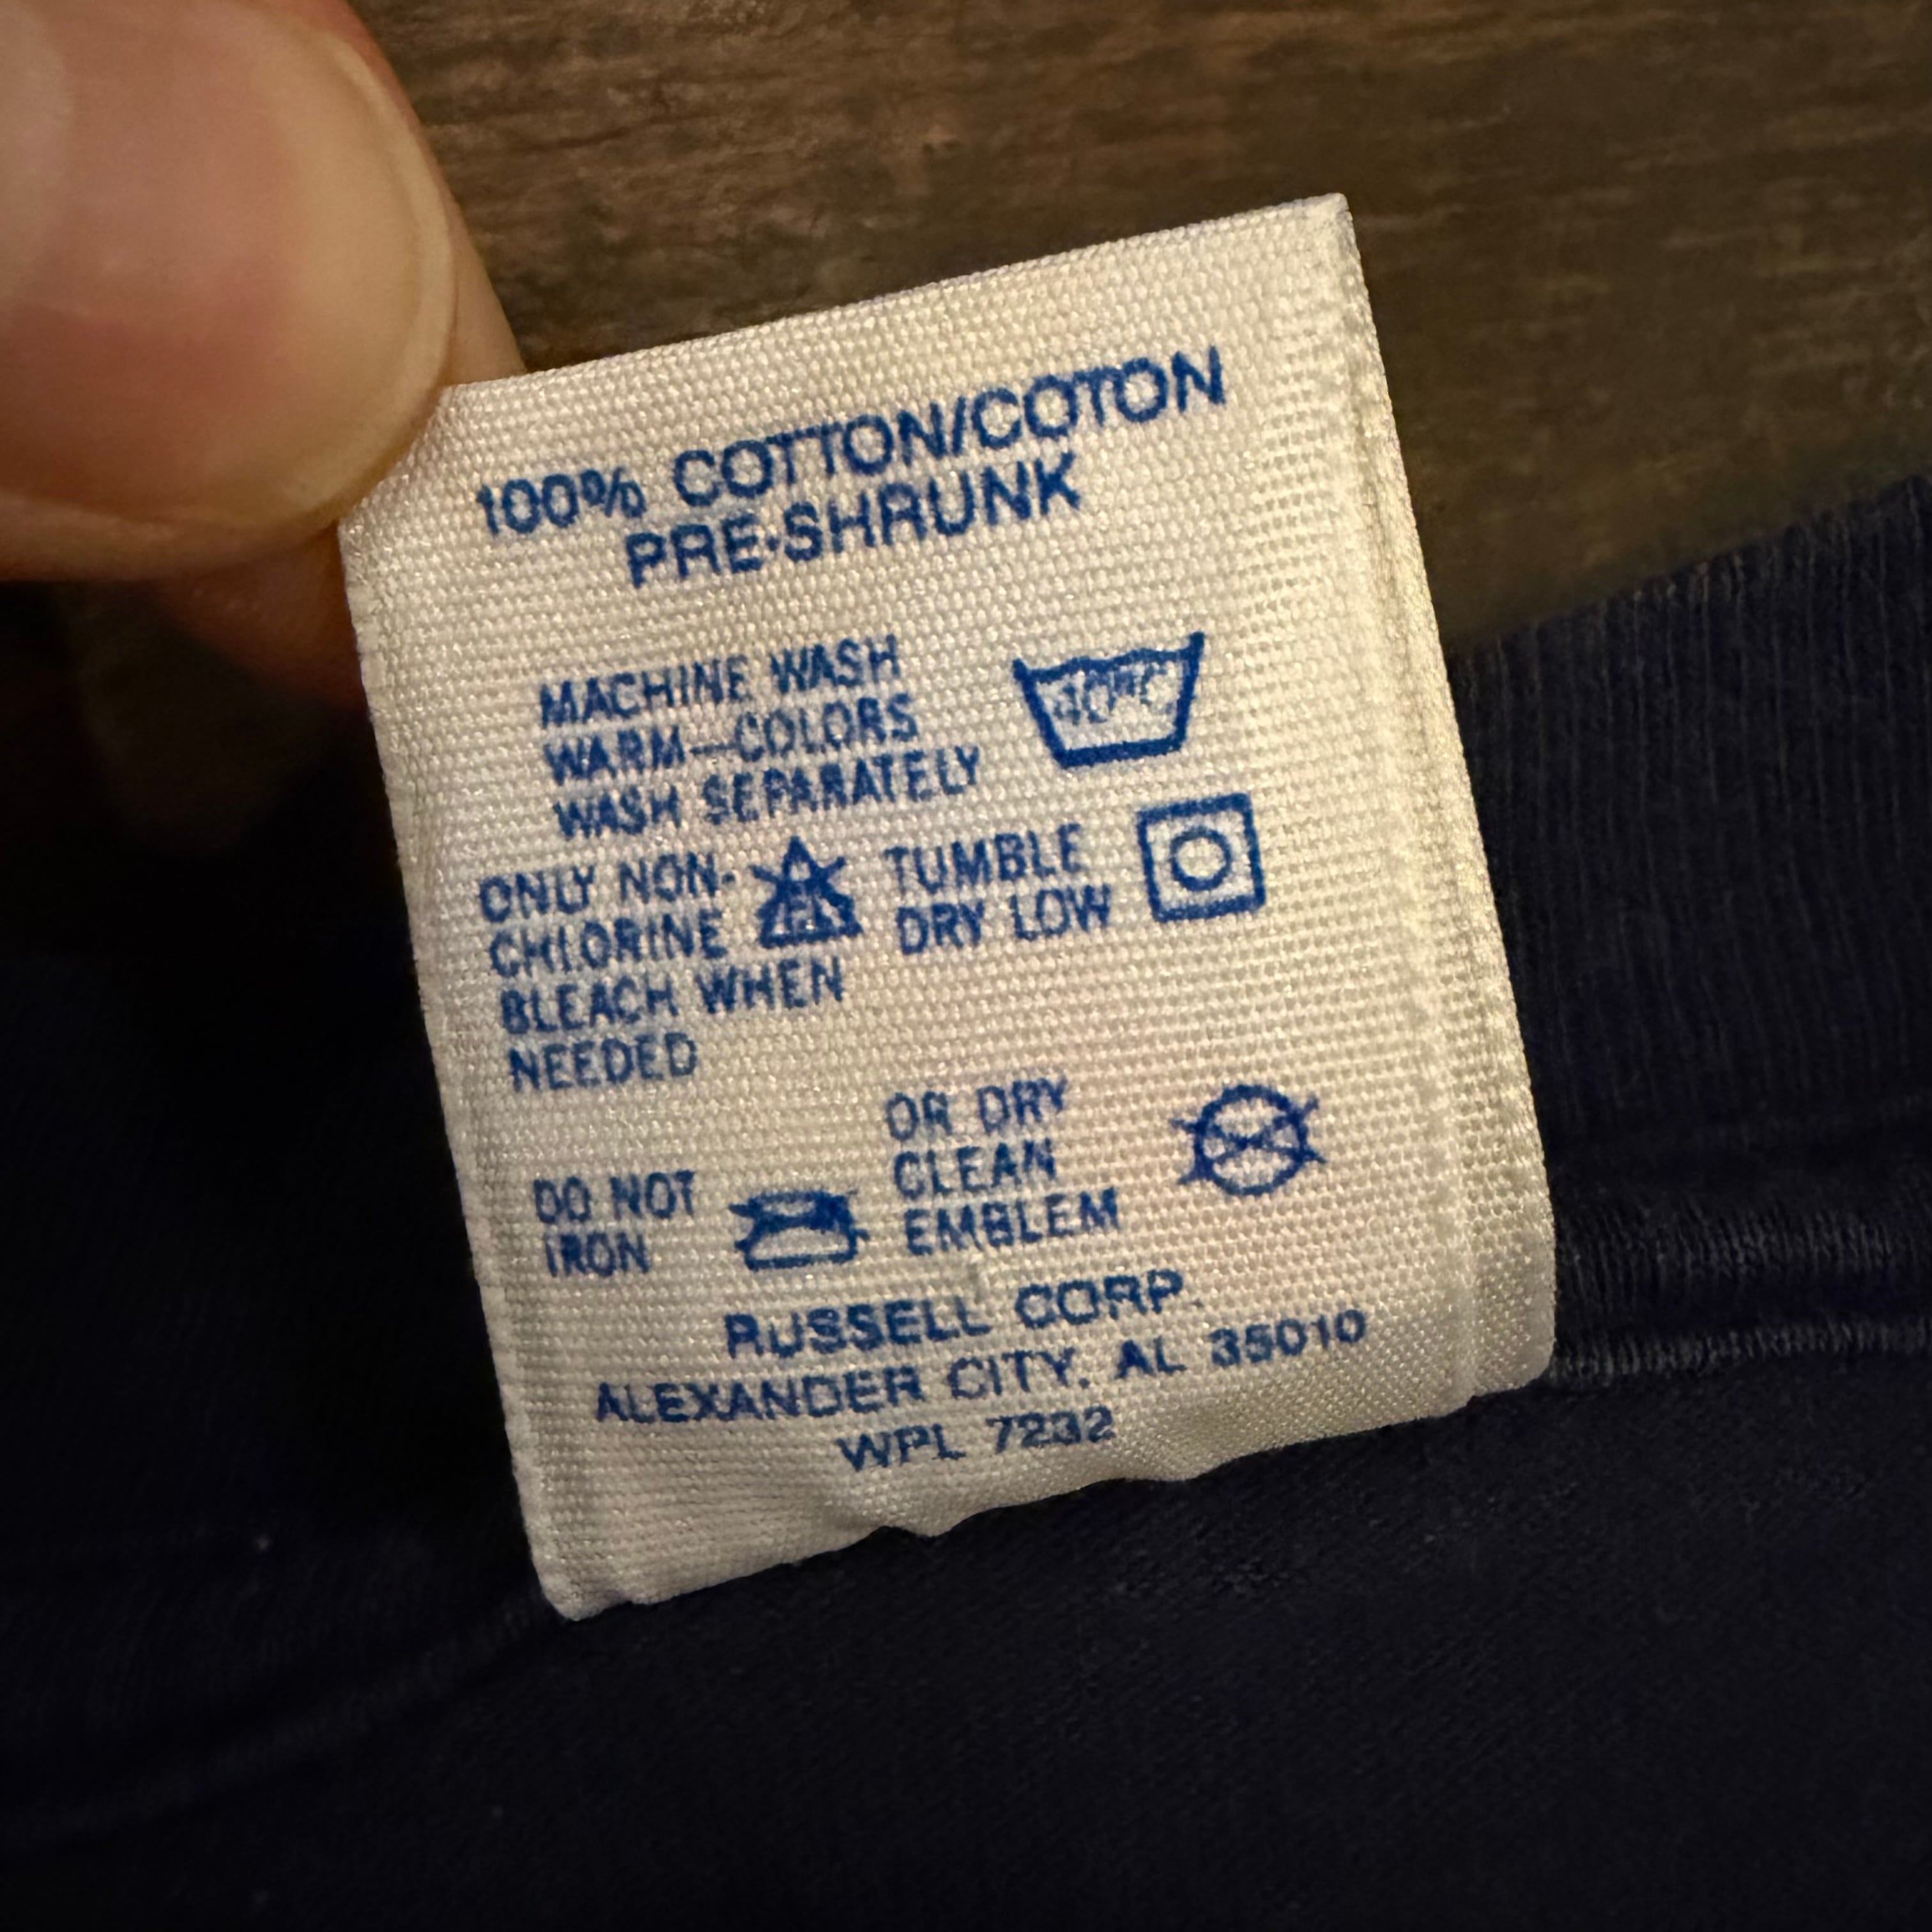 100% COTTON/COTON
PRE-SHRUNK
MACHINE WASH
WARM—COLORS
WASH SEPARATELY
40°C
ONLY NON-
CHLORINE
BLEACH WHEN
NEEDED
TUMBLE
DRY LOW
DO NOT
IRON
OR DRY
CLEAN
EMBLEM
RUSSELL CORP.
ALEXANDER CITY, AL 35010
WPL 7232